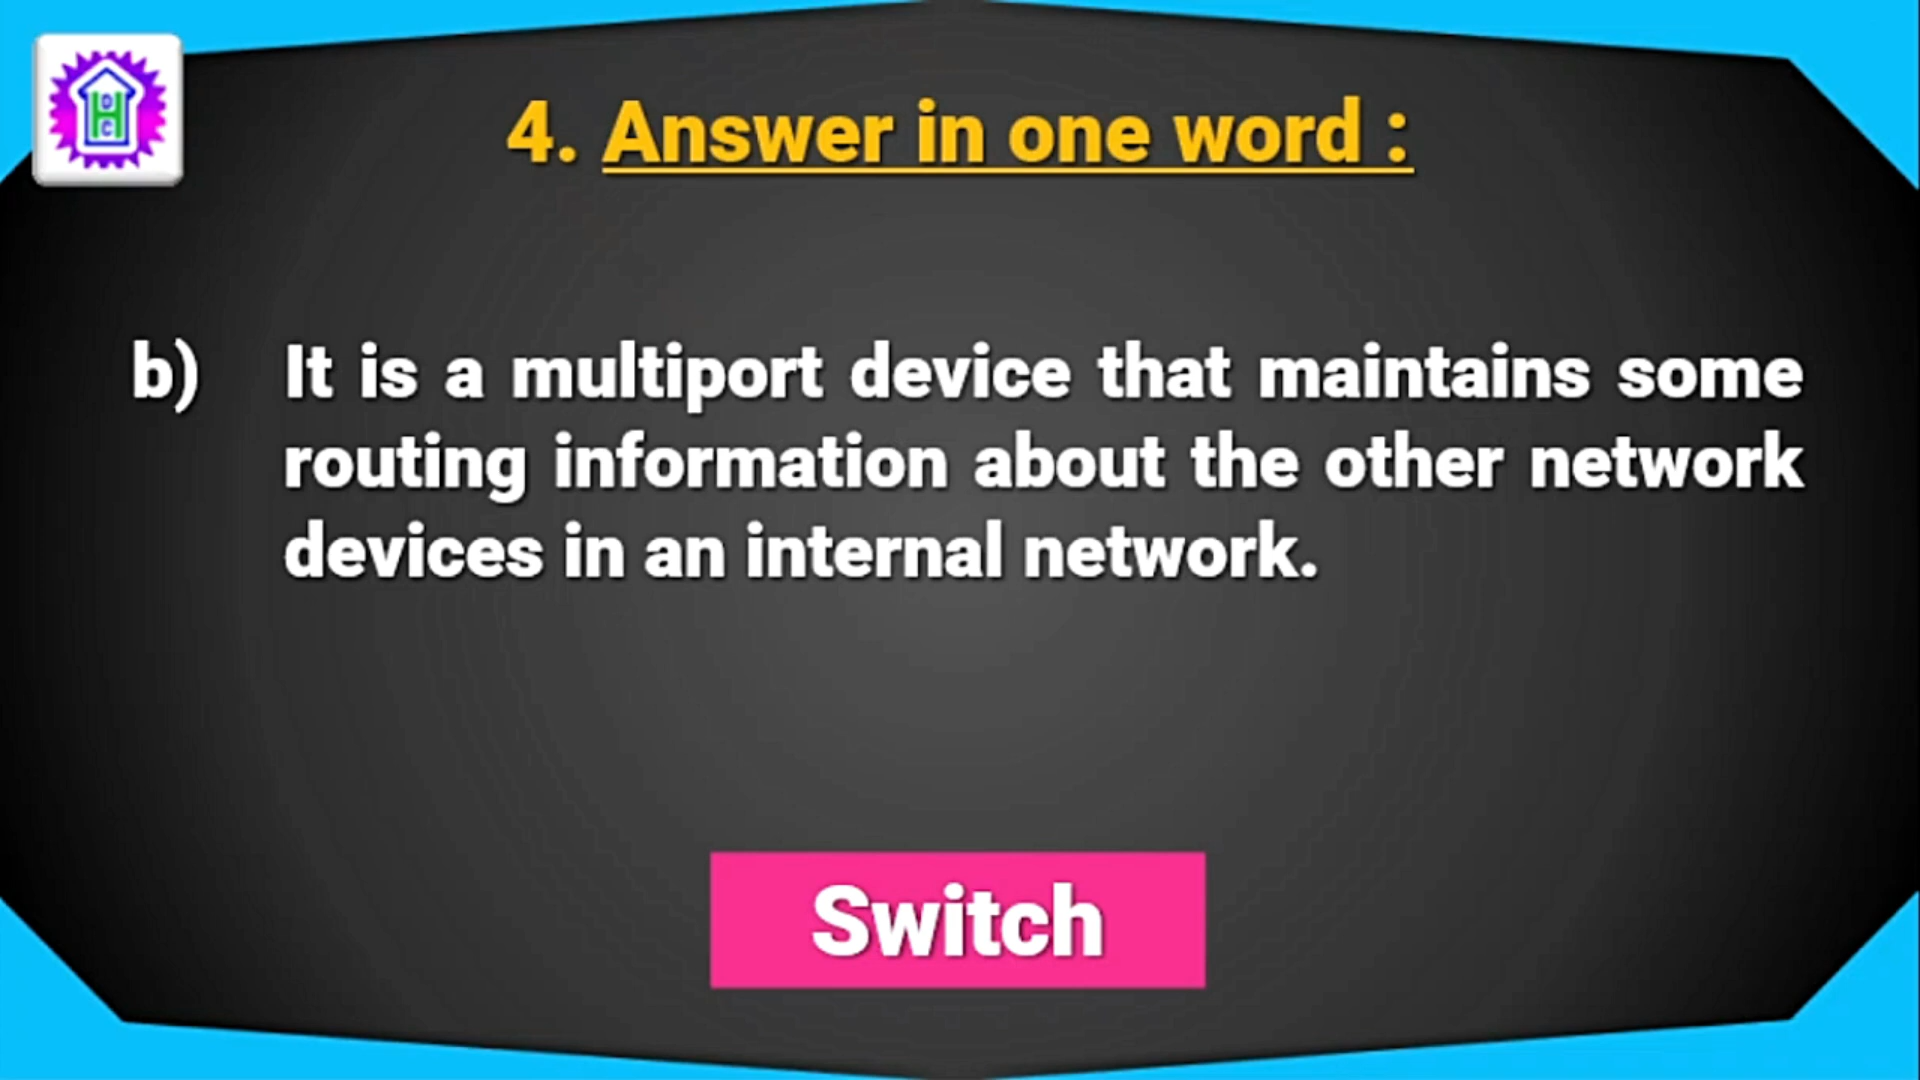 D
H
C
4. Answer in one word :
b) It is a multiport device that maintains some
routing information about the other network
devices in an internal network.
Switch